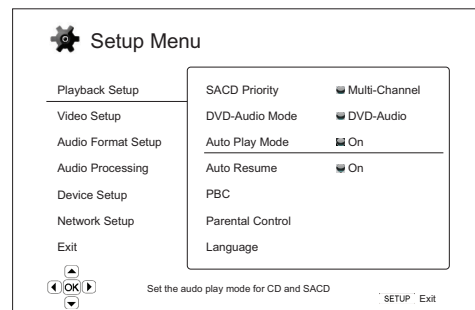 Setup Menu
Playback Setup
Video Setup
Audio Format Setup
Audio Processing
Device Setup
Network Setup
Exit
SACD Priority Multi-Channel
DVD-Audio Mode DVD-Audio
Auto Play Mode On
Auto Resume On
PBC
Parental Control
Language
OK
Set the audo play mode for CD and SACD
SETUP Exit